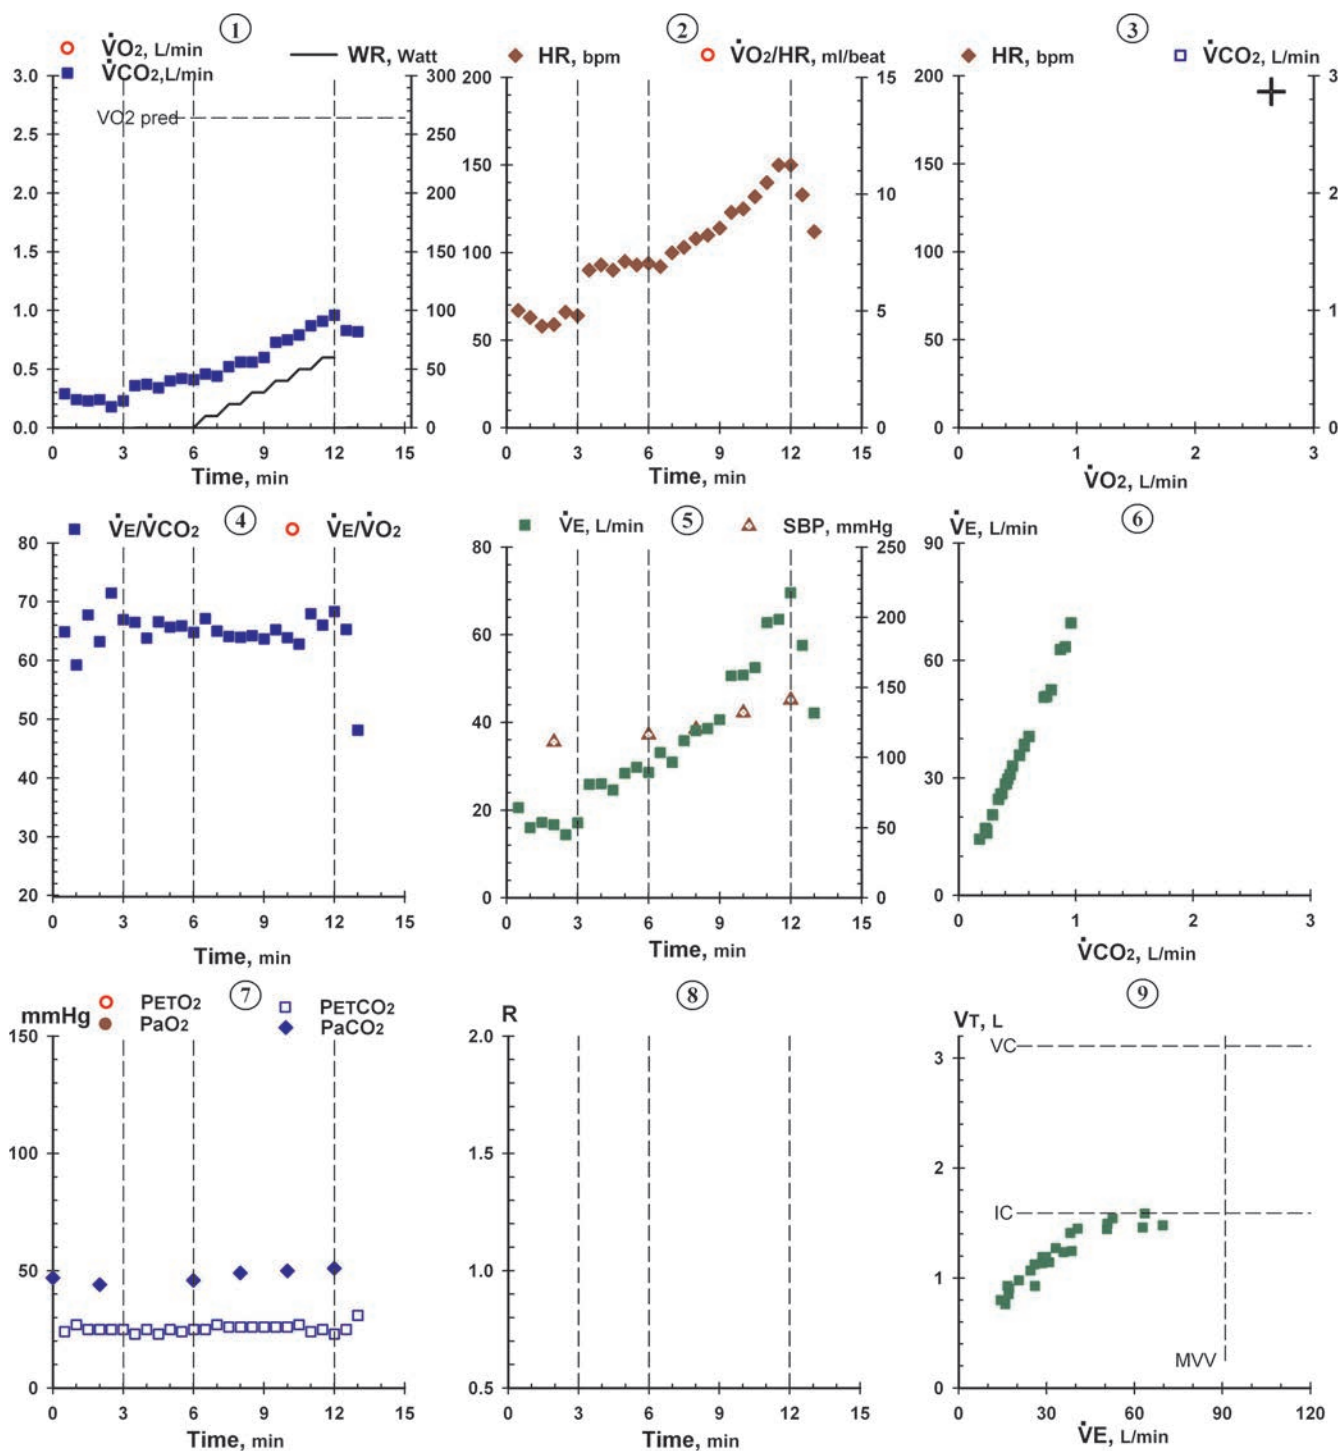 1
V̇O2, L/min
V̇CO2,L/min
WR, Watt
3.0
2.5
2.0
1.5
1.0
0.5
0.0
300
250
200
150
100
50
0
VO2 pred
0 3 6 9 12 15
Time, min
2
HR, bpm
V̇O2/HR, ml/beat
200
150
100
50
0
15
10
5
0
0 3 6 9 12 15
Time, min
3
HR, bpm
V̇CO2, L/min
200
150
100
50
0
3
2
1
0
0 1 2 3
V̇O2, L/min
4
V̇E/V̇CO2
V̇E/V̇O2
80
70
60
50
40
30
20
0 3 6 9 12 15
Time, min
5
V̇E, L/min
SBP, mmHg
80
60
40
20
0
250
200
150
100
50
0
0 3 6 9 12 15
Time, min
6
V̇E, L/min
90
60
30
0
0 1 2 3
V̇CO2, L/min
7
mmHg
PETO2
PaO2
PETCO2
PaCO2
150
100
50
0
0 3 6 9 12 15
Time, min
8
R
2.0
1.5
1.0
0.5
0 3 6 9 12 15
Time, min
9
VT, L
3
2
1
0
VC
IC
MVV
0 30 60 90 120
V̇E, L/min